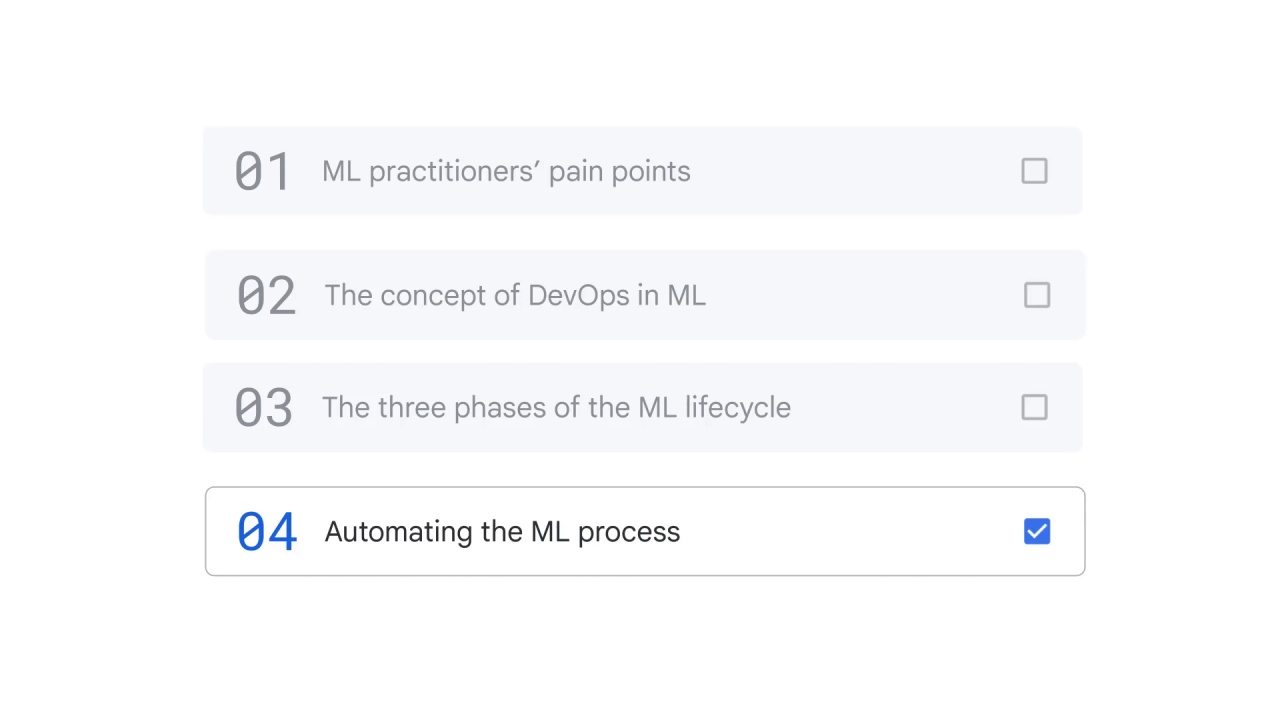 01 ML practitioners’ pain points
02 The concept of DevOps in ML
03 The three phases of the ML lifecycle
04 Automating the ML process